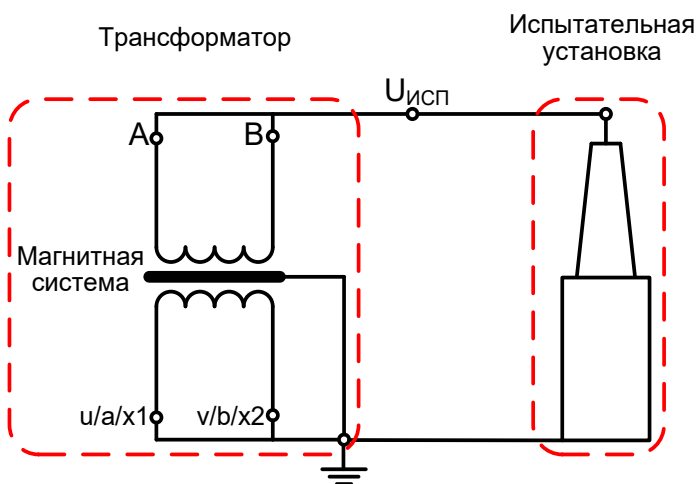 Трансформатор
Испытательная
установка
UИСП
A
B
Магнитная
система
u/a/x1
v/b/x2